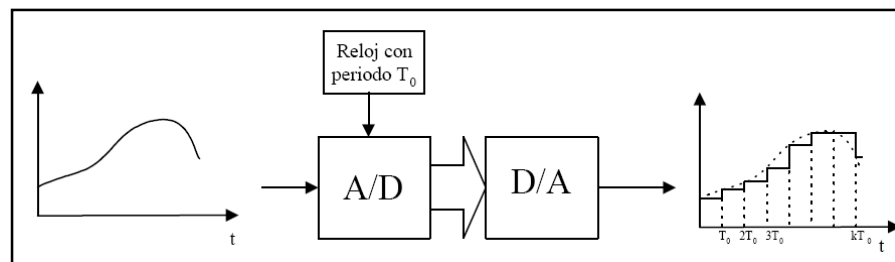 Reloj con
periodo T₀
t
A/D
D/A
T₀ 2T₀ 3T₀ kT₀
t